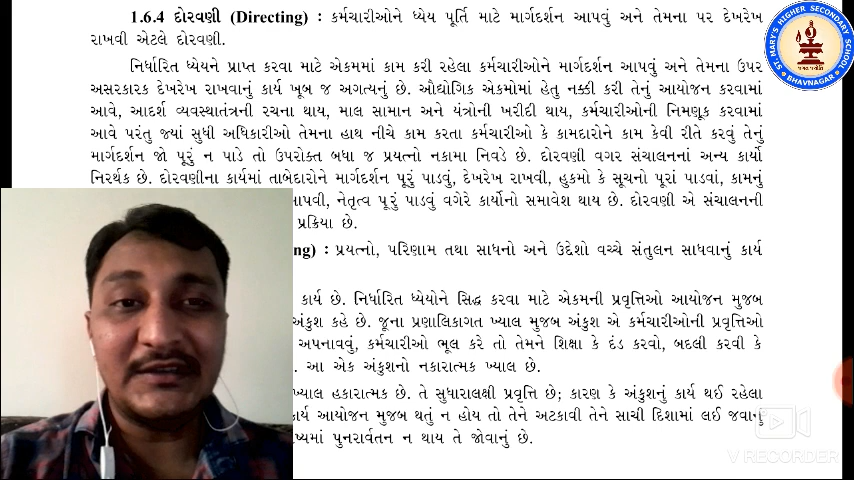 1.6.4 દોરવણી (Directing) : કર્મચારીઓને ધ્યેય પૂર્તિ માટે માર્ગદર્શન આપવું અને તેમના પર દેખરેખ
રાખવી એટલે દોરવણી.
નિર્ધારિત ધ્યેયને પ્રાપ્ત કરવા માટે એકમમાં કામ કરી રહેલા કર્મચારીઓને માર્ગદર્શન આપવું અને તેમના ઉપર
અસરકારક દેખરેખ રાખવાનું કાર્ય ખૂબ જ અગત્યનું છે. ઔદ્યોગિક એકમોમાં હેતુ નક્કી કરી તેનું આયોજન કરવામાં
આવે, આદર્શ વ્યવસ્થાતંત્રની રચના થાય, માલ સામાન અને યંત્રોની ખરીદી થાય, કર્મચારીઓની નિમણૂક કરવામાં
આવે પરંતુ જ્યાં સુધી અધિકારીઓ તેમના હાથ નીચે કામ કરતા કર્મચારીઓ કે કામદારોને કામ કેવી રીતે કરવું તેનું
માર્ગદર્શન જો પૂરું ન પાડે તો ઉપરોક્ત બધા જ પ્રયત્નો નકામા નિવડે છે. દોરવણી વગર સંચાલનનાં અન્ય કાર્યો
નિરર્થક છે. દોરવણીના કાર્યમાં તાબેદારોને માર્ગદર્શન પૂરું પાડવું, દેખરેખ રાખવી, હુકમો કે સૂચનો પૂરાં પાડવાં, કામનું
આપવી, નેતૃત્વ પૂરું પાડવું વગેરે કાર્યોનો સમાવેશ થાય છે. દોરવણી એ સંચાલનની
પ્રક્રિયા છે.
ng) : પ્રયત્નો, પરિણામ તથા સાધનો અને ઉદ્દેશો વચ્ચે સંતુલન સાધવાનું કાર્ય
કાર્ય છે. નિર્ધારિત ધ્યેયોને સિદ્ધ કરવા માટે એકમની પ્રવૃત્તિઓ આયોજન મુજબ
અંકુશ કહે છે. જૂના પ્રણાલિકાગત ખ્યાલ મુજબ અંકુશ એ કર્મચારીઓની પ્રવૃત્તિઓ
અપનાવવું, કર્મચારીઓ ભૂલ કરે તો તેમને શિક્ષા કે દંડ કરવો, બદલી કરવી કે
. આ એક અંકુશનો નકારાત્મક ખ્યાલ છે.
ખ્યાલ હકારાત્મક છે. તે સુધારાલક્ષી પ્રવૃત્તિ છે; કારણ કે અંકુશનું કાર્ય થઈ રહેલા
કાર્ય આયોજન મુજબ થતું ન હોય તો તેને અટકાવી તેને સાચી દિશામાં લઈ જવાનું
ષ્યમાં પુનરાર્વતન ન થાય તે જોવાનું છે.
ST. MARY'S HIGHER SECONDARY SCHOOL
BHAVNAGAR
V RECORDER